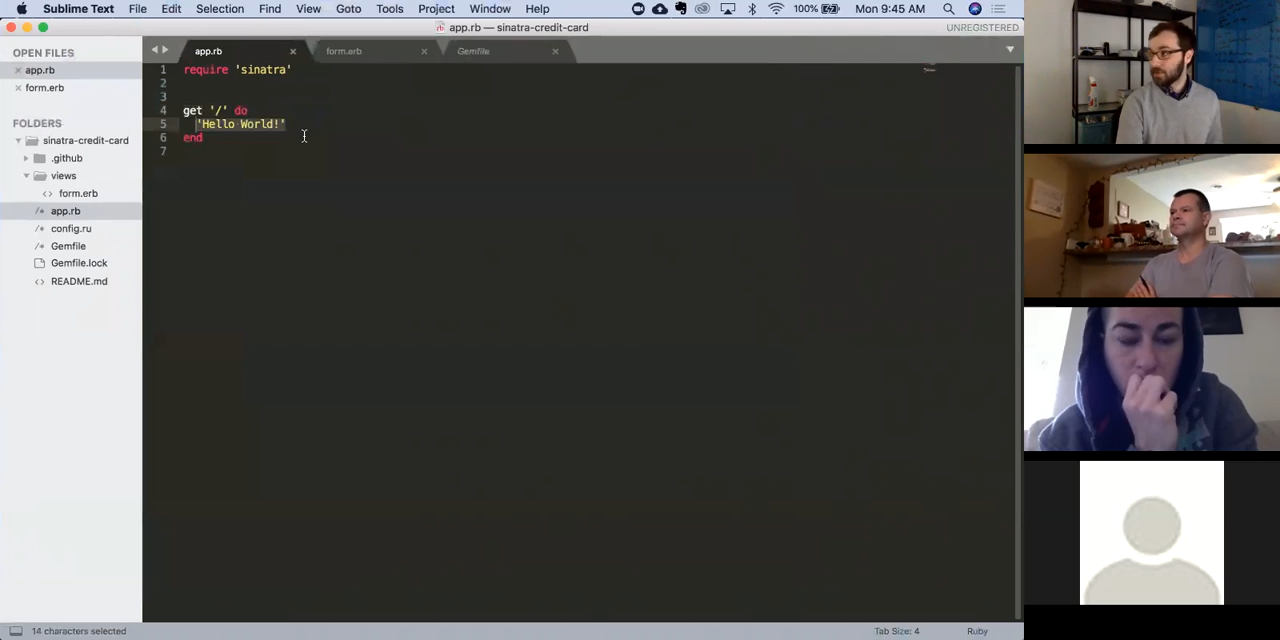 Sublime Text File Edit Selection Find View Goto Tools Project Window Help 100% Mon 9:45 AM
app.rb — sinatra-credit-card UNREGISTERED
OPEN FILES
app.rb
form.erb
FOLDERS
sinatra-credit-card
.github
views
form.erb
app.rb
config.ru
Gemfile
Gemfile.lock
README.md
app.rb form.erb Gemfile
1 require 'sinatra'
2
3
4 get '/' do
5 'Hello World!'
6 end
7
14 characters selected Tab Size: 4 Ruby